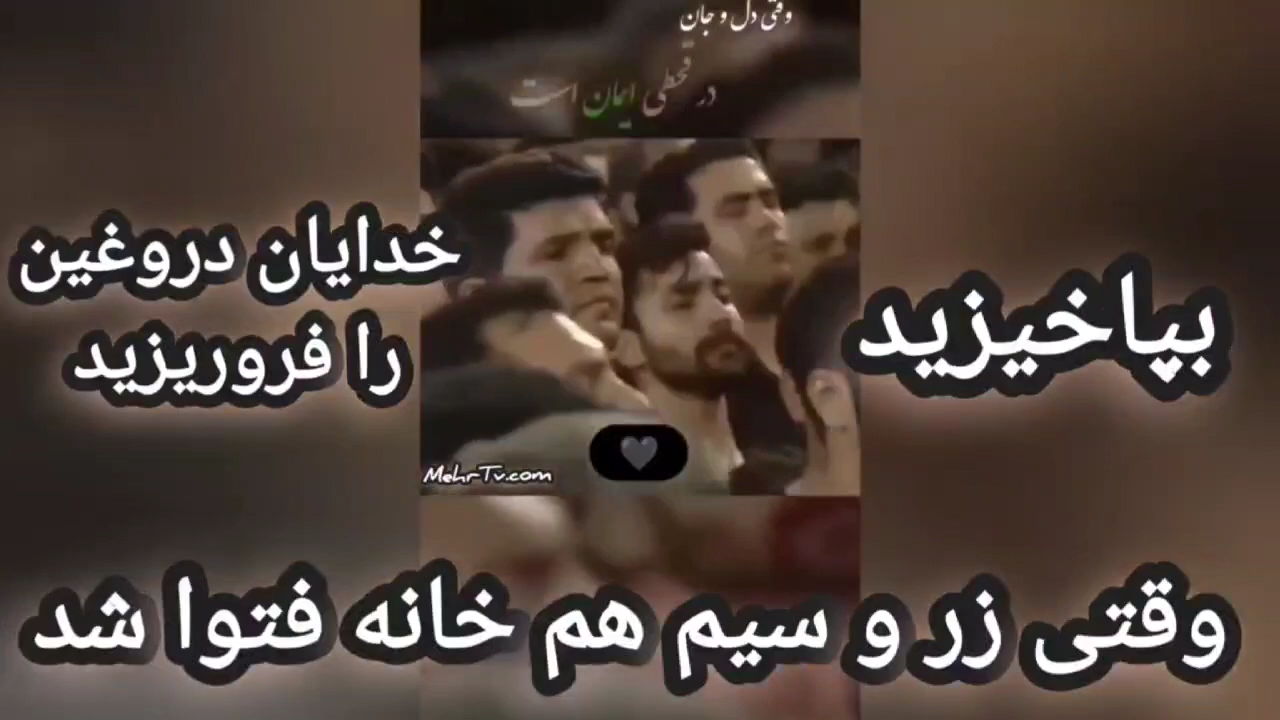 وقتی دل و جان
در قحطی ایمان است
بپاخیزید
خدایان دروغین
را فروریزید
MehrTv.com
وقتی زر و سیم هم خانه فتوا شد